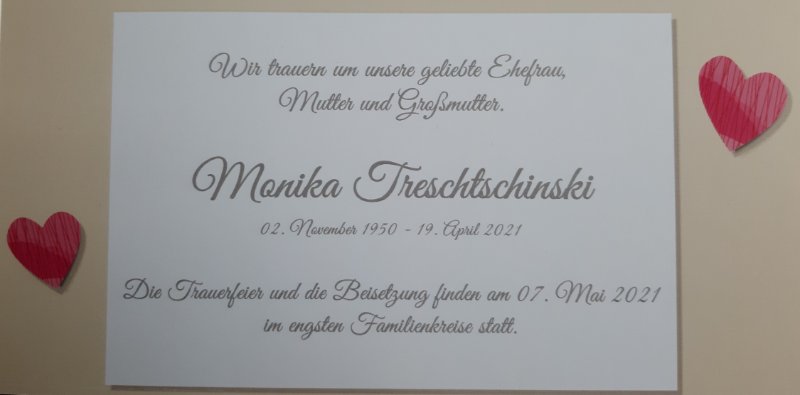 Wir trauern um unsere geliebte Ehefrau,
Mutter und Großmutter.
Monika Treschtschinski
02. November 1950 - 19. April 2021
Die Trauerfeier und die Beisetzung finden am 07. Mai 2021
im engsten Familienkreise statt.